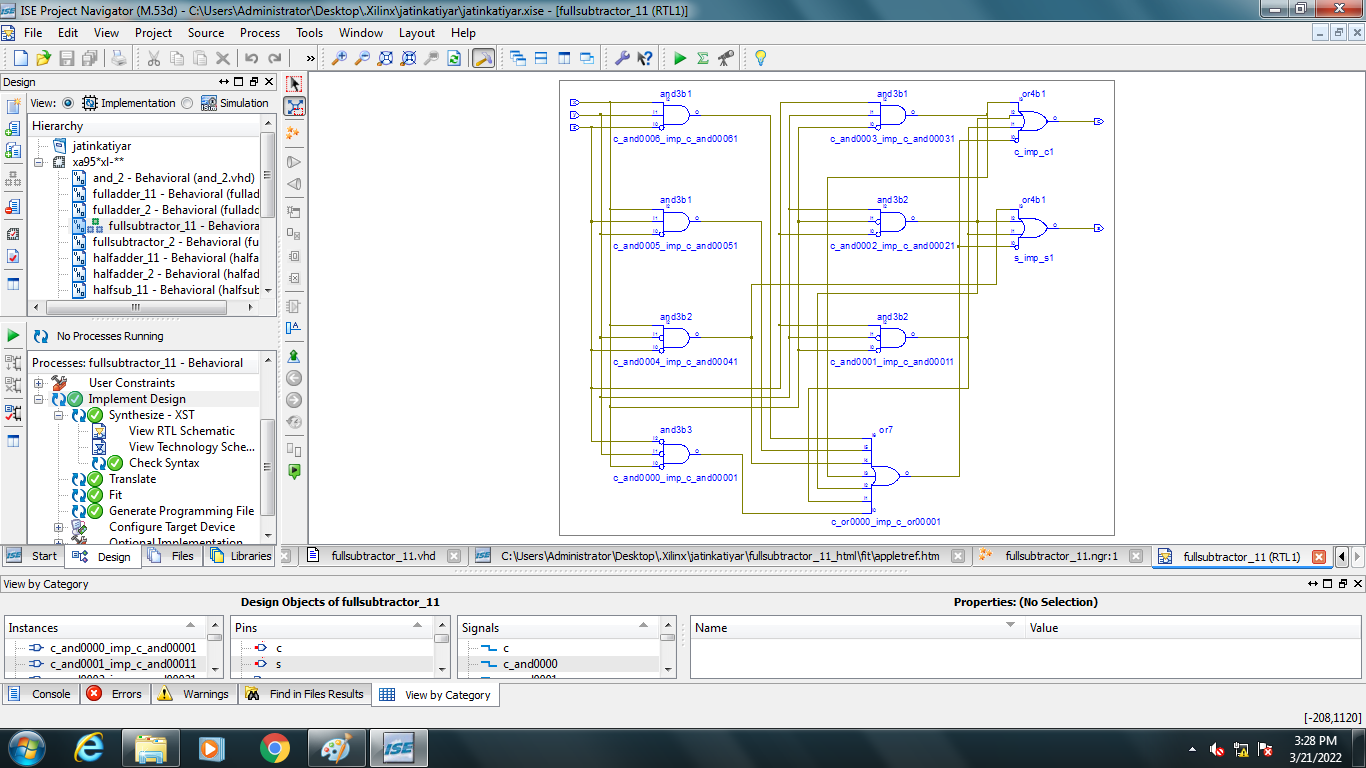 ISE Project Navigator (M.53d) - C:\Users\Administrator\Desktop\.Xilinx\jatinkatiyar\jatinkatiyar.xise - [fullsubtractor_11 (RTL1)]
File Edit View Project Source Process Tools Window Layout Help
Design
View: Implementation Simulation
Hierarchy
jatinkatiyar
xa95*xl-**
and_2 - Behavioral (and_2.vhd)
fulladder_11 - Behavioral (fulladd
fulladder_2 - Behavioral (fulladd
fullsubtractor_11 - Behaviora
fullsubtractor_2 - Behavioral (fu
halfadder_11 - Behavioral (halfa
halfadder_2 - Behavioral (halfad
halfsub_11 - Behavioral (halfsub
No Processes Running
Processes: fullsubtractor_11 - Behavioral
User Constraints
Implement Design
Synthesize - XST
View RTL Schematic
View Technology Sche...
Check Syntax
Translate
Fit
Generate Programming File
Configure Target Device
Optional Implementation
Start Design Files Libraries
and3b1
c_and0006_imp_c_and00061
and3b1
c_and0003_imp_c_and00031
or4b1
c_imp_c1
and3b1
c_and0005_imp_c_and00051
and3b2
c_and0002_imp_c_and00021
or4b1
s_imp_s1
and3b2
c_and0004_imp_c_and00041
and3b2
c_and0001_imp_c_and00011
and3b3
c_and0000_imp_c_and00001
or7
c_or0000_imp_c_or00001
fullsubtractor_11.vhd C:\Users\Administrator\Desktop\.Xilinx\jatinkatiyar\fullsubtractor_11_html\fit\appletref.htm fullsubtractor_11.ngr:1 fullsubtractor_11 (RTL1)
View by Category
Design Objects of fullsubtractor_11 Properties: (No Selection)
Instances Pins Signals Name Value
c_and0000_imp_c_and00001 c c
c_and0001_imp_c_and00011 s c_and0000
Console Errors Warnings Find in Files Results View by Category
[-208,1120]
ISE
3:28 PM
3/21/2022